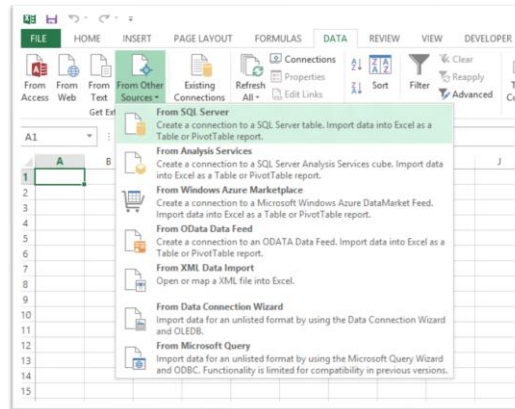 FILE HOME INSERT PAGE LAYOUT FORMULAS DATA REVIEW VIEW DEVELOPER
From Access
From Web
From Text
From Other Sources
Existing Connections
Refresh All
Connections
Properties
Edit Links
Sort
Filter
Clear
Reapply
Advanced
Get Ext
A1
From SQL Server
Create a connection to a SQL Server table. Import data into Excel as a
Table or PivotTable report.
From Analysis Services
Create a connection to a SQL Server Analysis Services cube. Import data
into Excel as a Table or PivotTable report.
From Windows Azure Marketplace
Create a connection to a Microsoft Windows Azure DataMarket Feed.
Import data into Excel as a Table or PivotTable report.
From OData Data Feed
Create a connection to an ODATA Data Feed. Import data into Excel as a
Table or PivotTable report.
From XML Data Import
Open or map a XML file into Excel.
From Data Connection Wizard
Import data for an unlisted format by using the Data Connection Wizard
and OLEDB.
From Microsoft Query
Import data for an unlisted format by using the Microsoft Query Wizard
and ODBC. Functionality is limited for compatibility in previous versions.
A B J
1
2
3
4
5
6
7
8
9
10
11
12
13
14
15